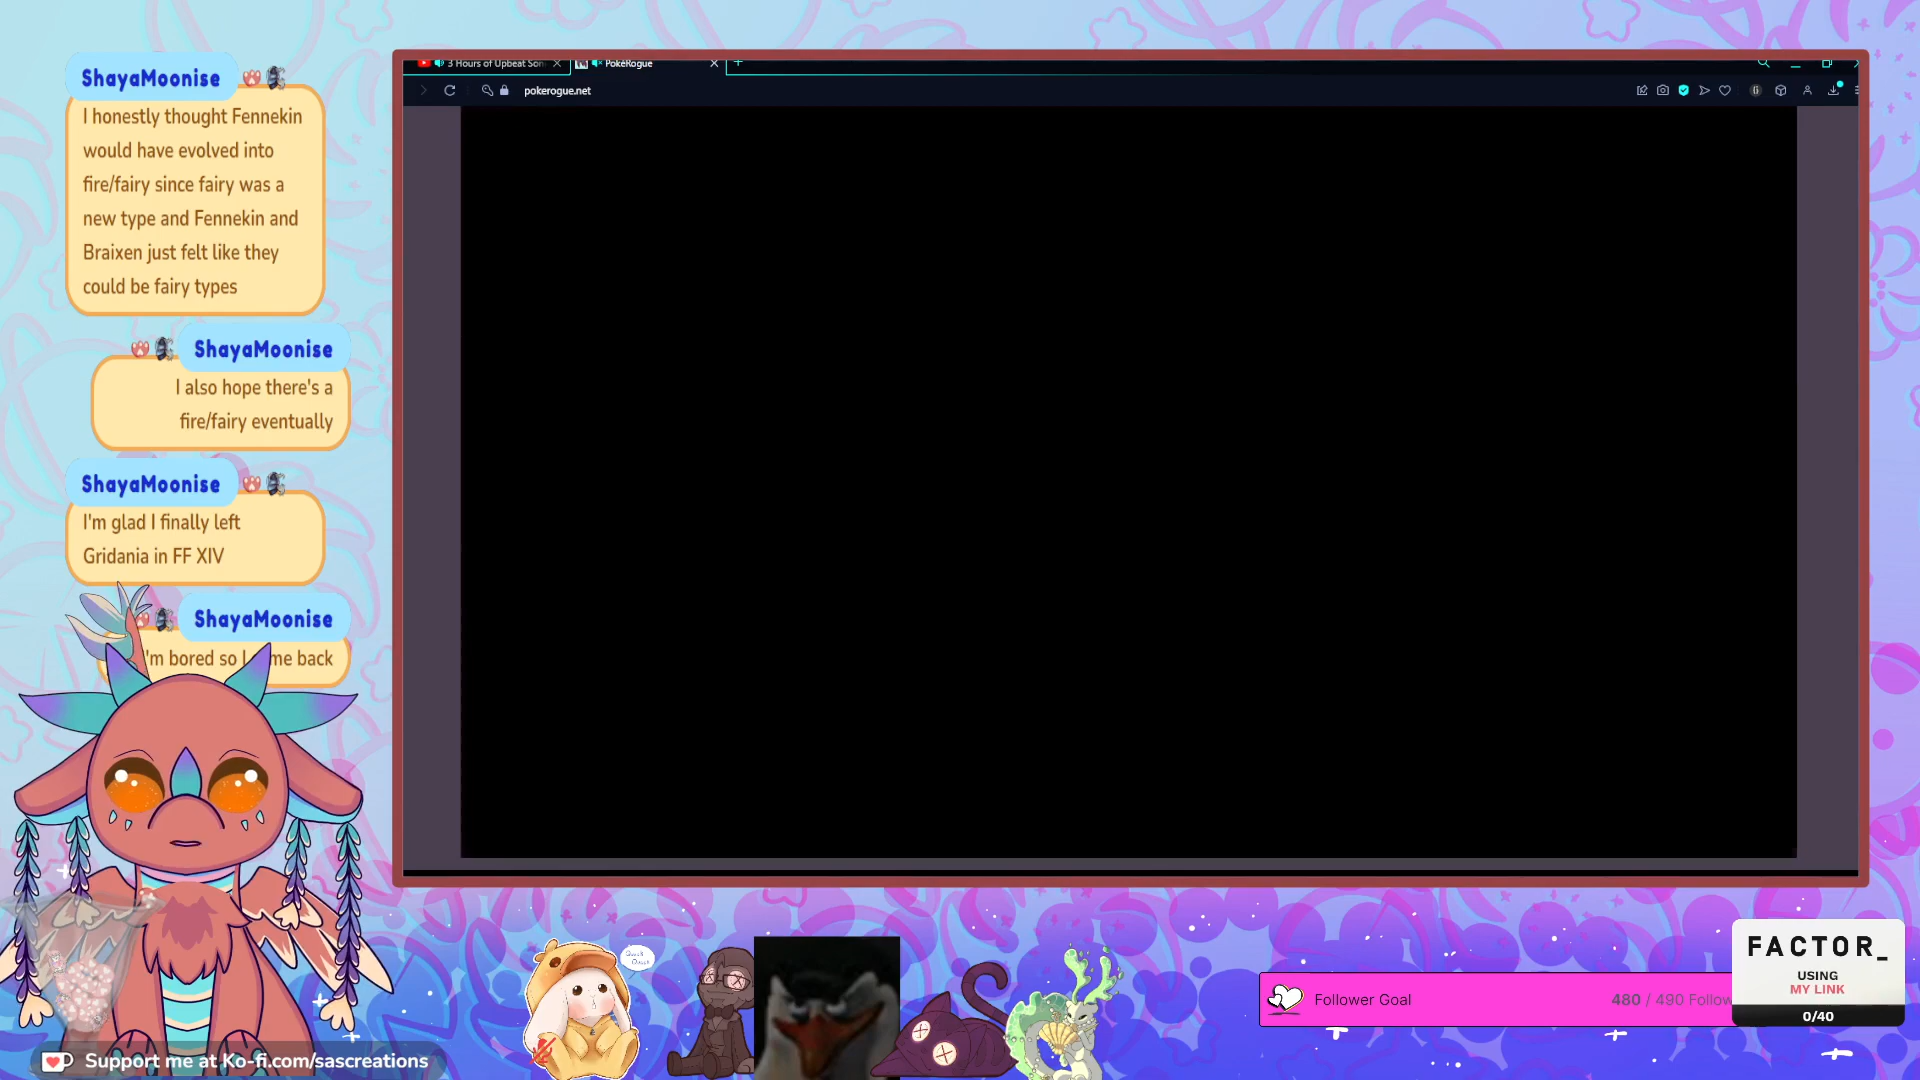 ShayaMoonise
I honestly thought Fennekin
would have evolved into
fire/fairy since fairy was a
new type and Fennekin and
Braixen just felt like they
could be fairy types
ShayaMoonise
I also hope there's a
fire/fairy eventually
ShayaMoonise
I'm glad I finally left
Gridania in FF XIV
ShayaMoonise
'm bored so I me back
3 Hours of Upbeat Son
PokéRogue
pokerogue.net
Follower Goal
480 / 490 Follow
FACTOR_
USING
MY LINK
0/40
Support me at Ko-fi.com/sascreations